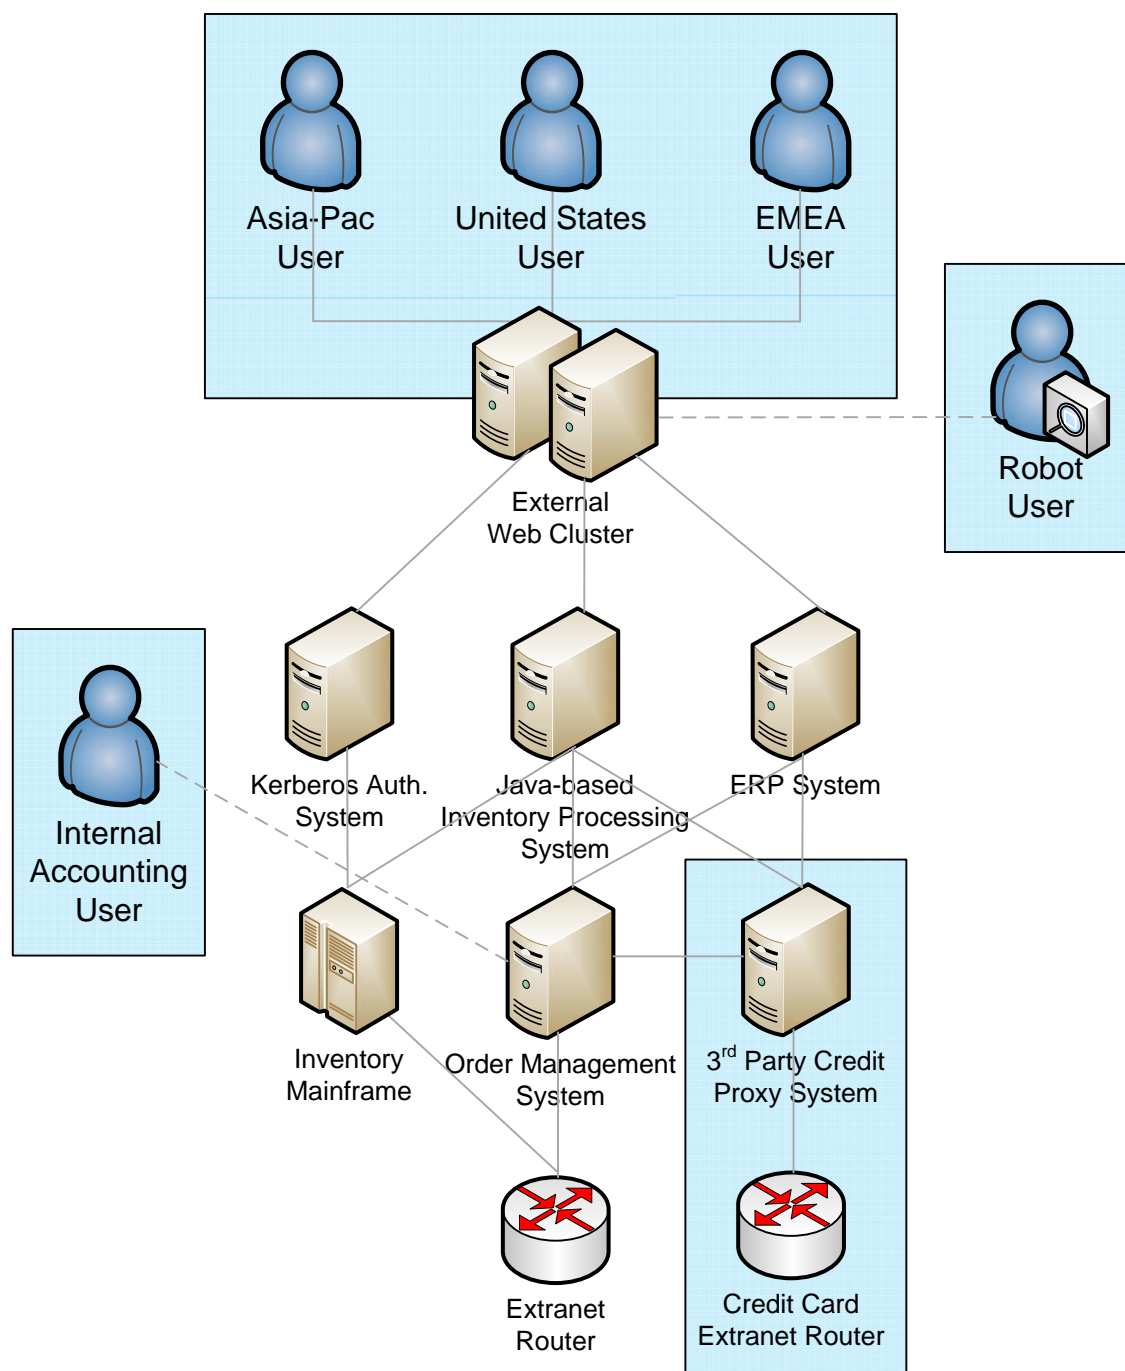 Asia-Pac
User
United States
User
EMEA
User
Robot
User
External
Web Cluster
Internal
Accounting
User
Kerberos Auth.
System
Java-based
Inventory Processing
System
ERP System
Inventory
Mainframe
Order Management
System
3rd Party Credit
Proxy System
Extranet
Router
Credit Card
Extranet Router